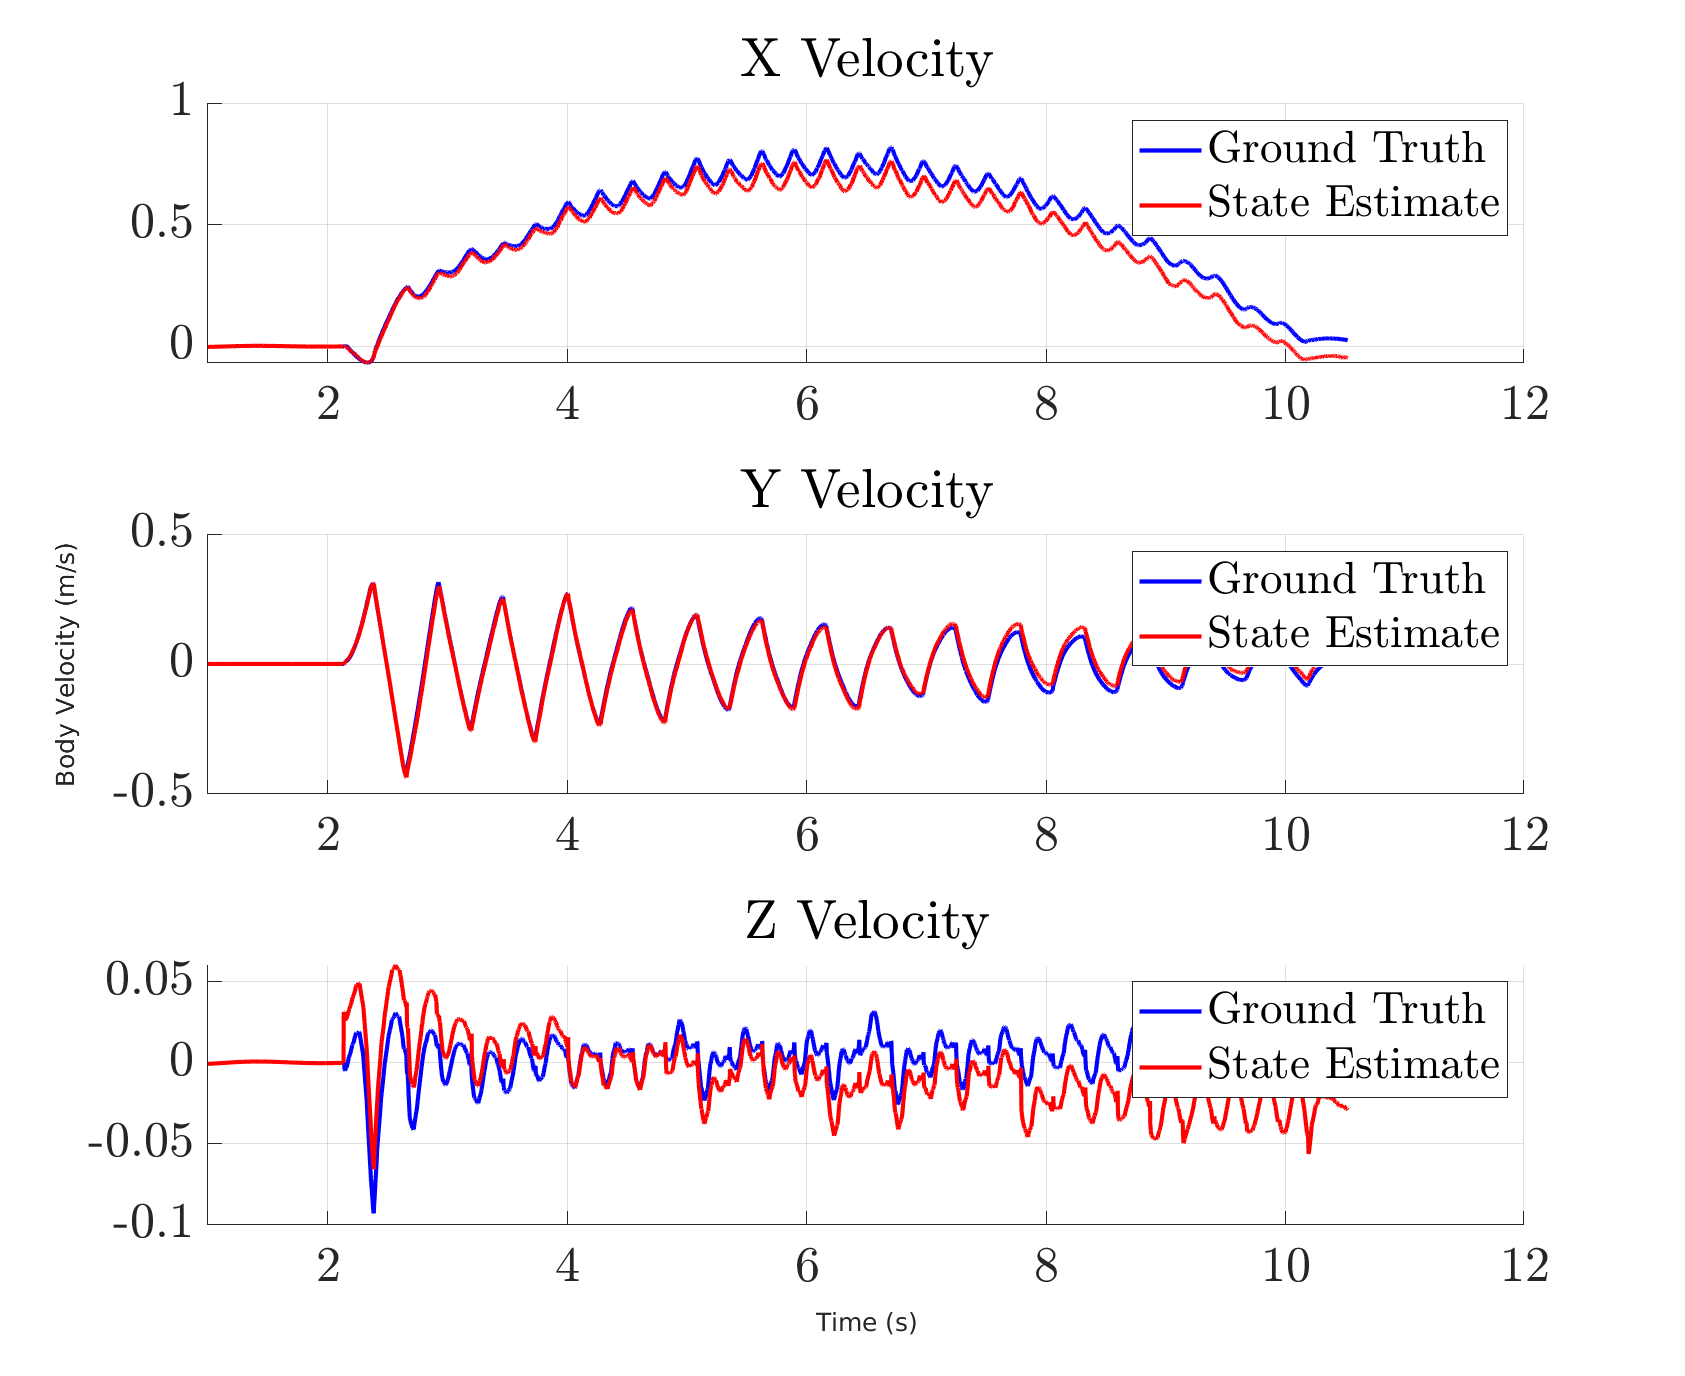 X Velocity
1
0.5
0
Ground Truth
State Estimate
2 4 6 8 10 12
Y Velocity
0.5
0
-0.5
Ground Truth
State Estimate
2 4 6 8 10 12
Body Velocity (m/s)
Z Velocity
0.05
0
-0.05
-0.1
Ground Truth
State Estimate
2 4 6 8 10 12
Time (s)